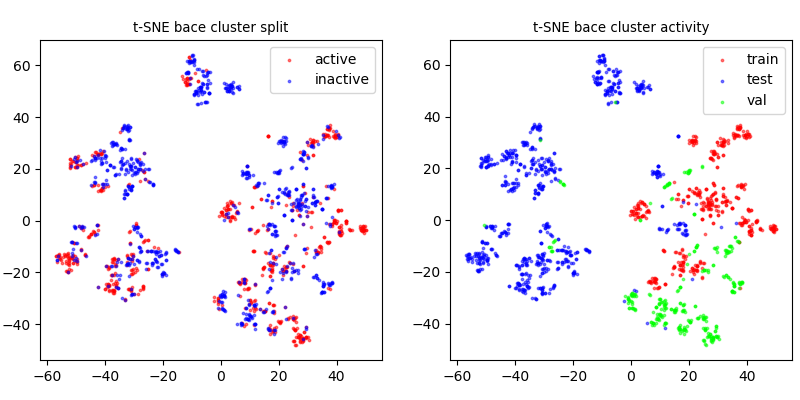 t-SNE bace cluster split
active
inactive
60
40
20
0
−20
−40
−60 −40 −20 0 20 40
t-SNE bace cluster activity
train
test
val
60
40
20
0
−20
−40
−60 −40 −20 0 20 40